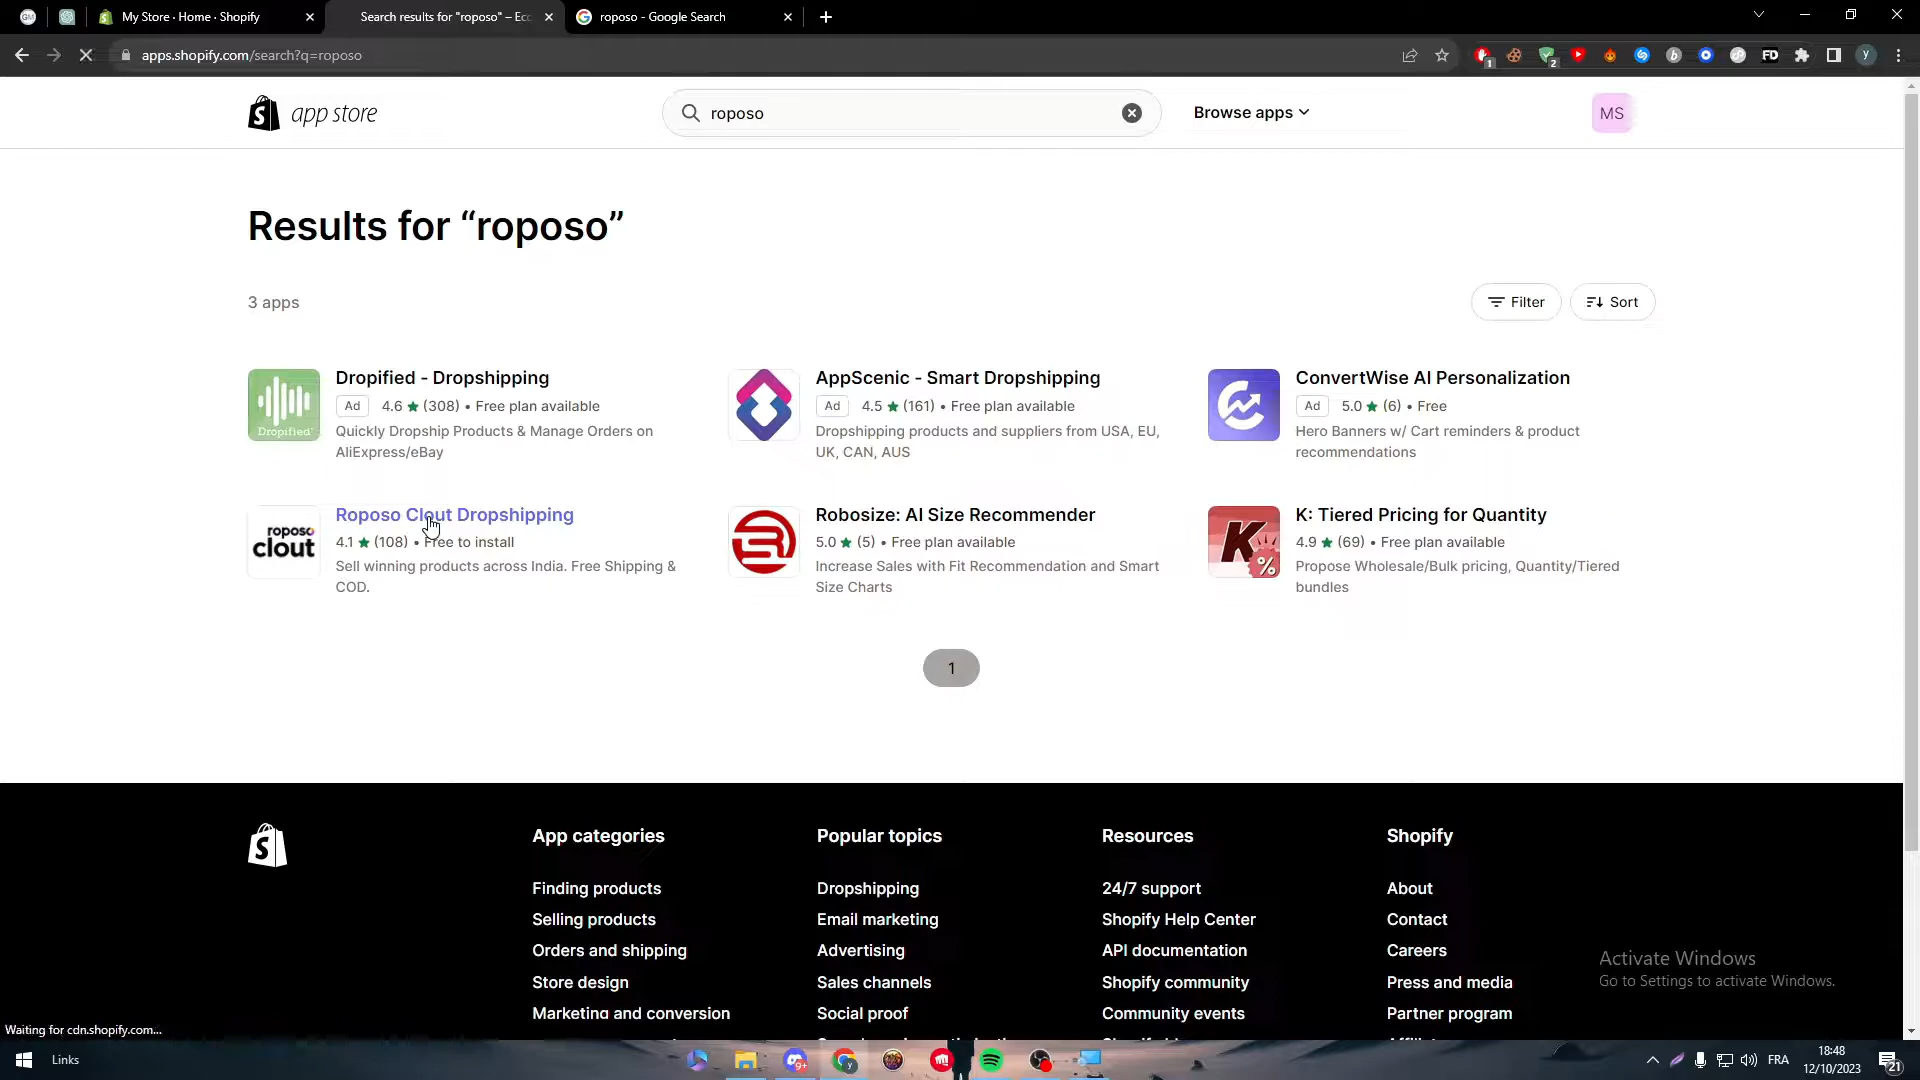 My Store · Home · Shopify
Search results for "roposo" – Ecc
roposo - Google Search
apps.shopify.com/search?q=roposo
1
2
FD
y
app store
roposo
Browse apps
MS
Results for “roposo”
3 apps
Filter
Sort
Dropified - Dropshipping
Ad 4.6 ★ (308) • Free plan available
Quickly Dropship Products & Manage Orders on
AliExpress/eBay
Dropified
AppScenic - Smart Dropshipping
Ad 4.5 ★ (161) • Free plan available
Dropshipping products and suppliers from USA, EU,
UK, CAN, AUS
ConvertWise AI Personalization
Ad 5.0 ★ (6) • Free
Hero Banners w/ Cart reminders & product
recommendations
roposo
clout
Roposo Clout Dropshipping
4.1 ★ (108) • Free to install
Sell winning products across India. Free Shipping &
COD.
Robosize: AI Size Recommender
5.0 ★ (5) • Free plan available
Increase Sales with Fit Recommendation and Smart
Size Charts
K: Tiered Pricing for Quantity
4.9 ★ (69) • Free plan available
Propose Wholesale/Bulk pricing, Quantity/Tiered
bundles
1
App categories
Finding products
Selling products
Orders and shipping
Store design
Marketing and conversion
Popular topics
Dropshipping
Email marketing
Advertising
Sales channels
Social proof
Resources
24/7 support
Shopify Help Center
API documentation
Shopify community
Community events
Shopify
About
Contact
Careers
Press and media
Partner program
Activate Windows
Go to Settings to activate Windows.
Waiting for cdn.shopify.com...
Links
9+
FRA
18:48
12/10/2023
21